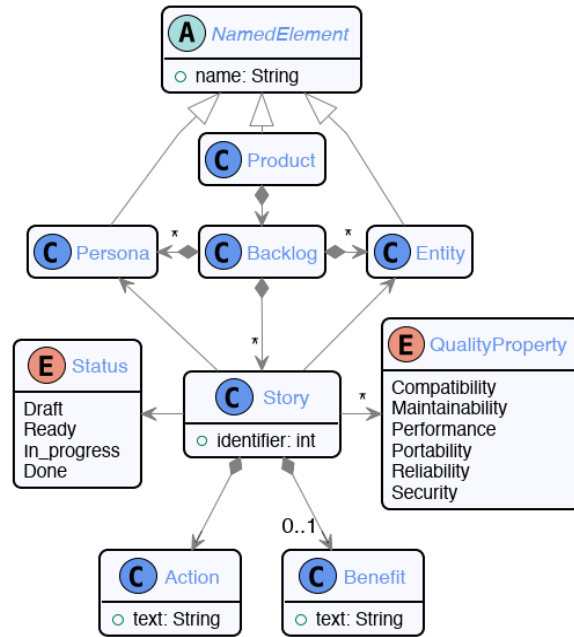 A NamedElement
name: String
C Product
C Persona
*
C Backlog
*
C Entity
*
E Status
Draft
Ready
In_progress
Done
C Story
identifier: int
*
E QualityProperty
Compatibility
Maintainability
Performance
Portability
Reliability
Security
0..1
C Action
text: String
C Benefit
text: String